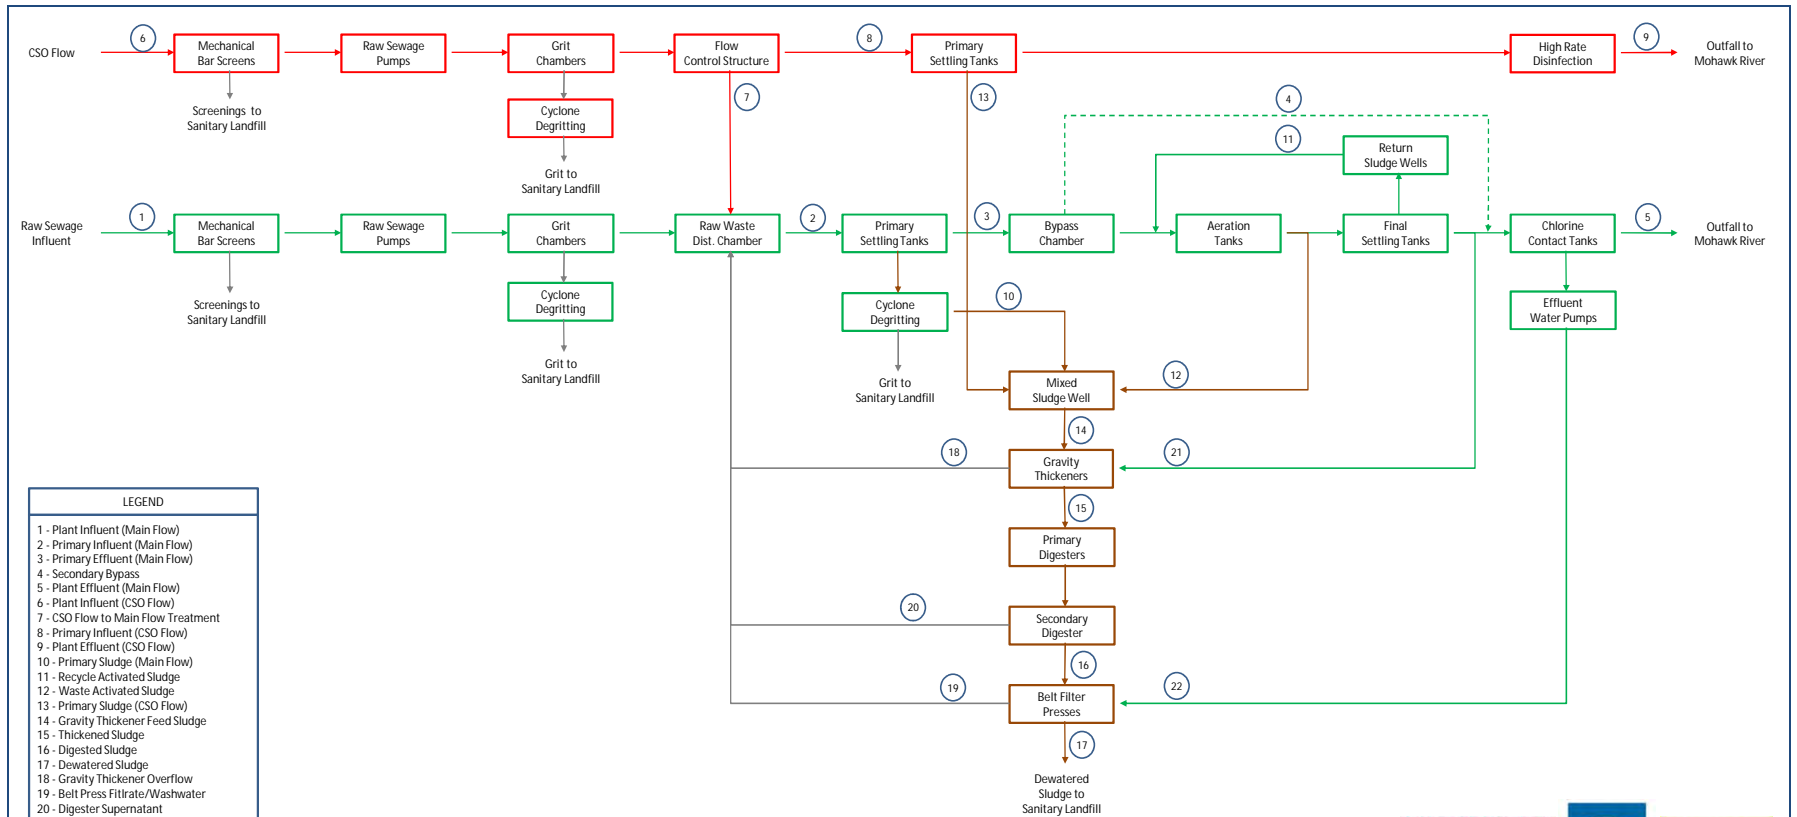 6
8
9
CSO Flow
Mechanical
Bar Screens
Raw Sewage
Pumps
Grit
Chambers
Flow
Control Structure
Primary
Settling Tanks
High Rate
Disinfection
Outfall to
Mohawk River
Screenings to
Sanitary Landfill
Cyclone
Degritting
7
13
4
11
Return
Sludge Wells
Grit to
Sanitary Landfill
1
2
3
5
Raw Sewage
Influent
Mechanical
Bar Screens
Raw Sewage
Pumps
Grit
Chambers
Raw Waste
Dist. Chamber
Primary
Settling Tanks
Bypass
Chamber
Aeration
Tanks
Final
Settling Tanks
Chlorine
Contact Tanks
Outfall to
Mohawk River
Screenings to
Sanitary Landfill
Cyclone
Degritting
Cyclone
Degritting
10
Effluent
Water Pumps
Grit to
Sanitary Landfill
Grit to
Sanitary Landfill
Mixed
Sludge Well
12
14
18
Gravity
Thickeners
21
15
Primary
Digesters
20
Secondary
Digester
16
19
Belt Filter
Presses
22
17
Dewatered
Sludge to
Sanitary Landfill
LEGEND
1 - Plant Influent (Main Flow)
2 - Primary Influent (Main Flow)
3 - Primary Effluent (Main Flow)
4 - Secondary Bypass
5 - Plant Effluent (Main Flow)
6 - Plant Influent (CSO Flow)
7 - CSO Flow to Main Flow Treatment
8 - Primary Influent (CSO Flow)
9 - Plant Effluent (CSO Flow)
10 - Primary Sludge (Main Flow)
11 - Recycle Activated Sludge
12 - Waste Activated Sludge
13 - Primary Sludge (CSO Flow)
14 - Gravity Thickener Feed Sludge
15 - Thickened Sludge
16 - Digested Sludge
17 - Dewatered Sludge
18 - Gravity Thickener Overflow
19 - Belt Press Fitlrate/Washwater
20 - Digester Supernatant